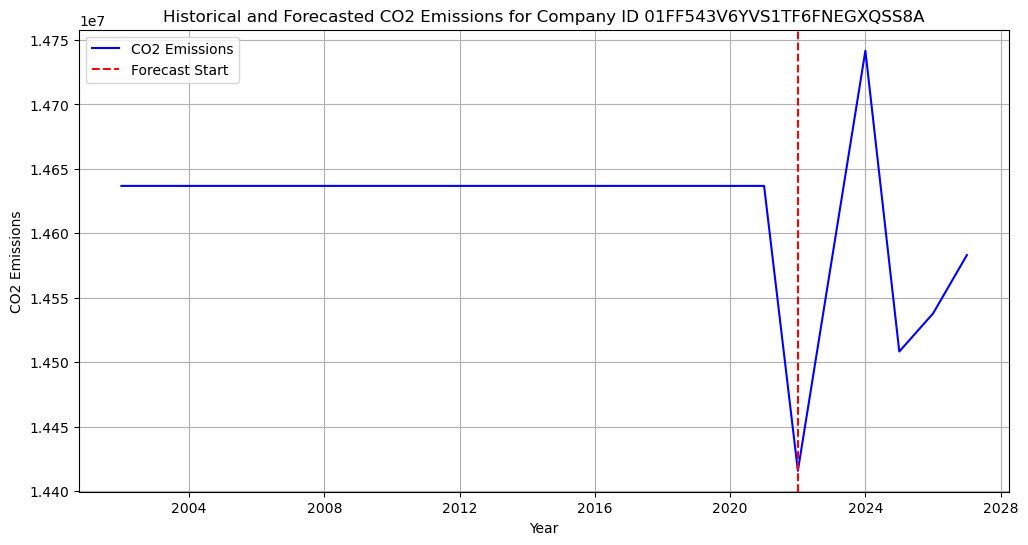 Historical and Forecasted CO2 Emissions for Company ID 01FF543V6YVS1TF6FNEGXQSS8A
1e7
CO2 Emissions
Forecast Start
1.475
1.470
1.465
1.460
1.455
1.450
1.445
1.440
CO2 Emissions
2004 2008 2012 2016 2020 2024 2028
Year